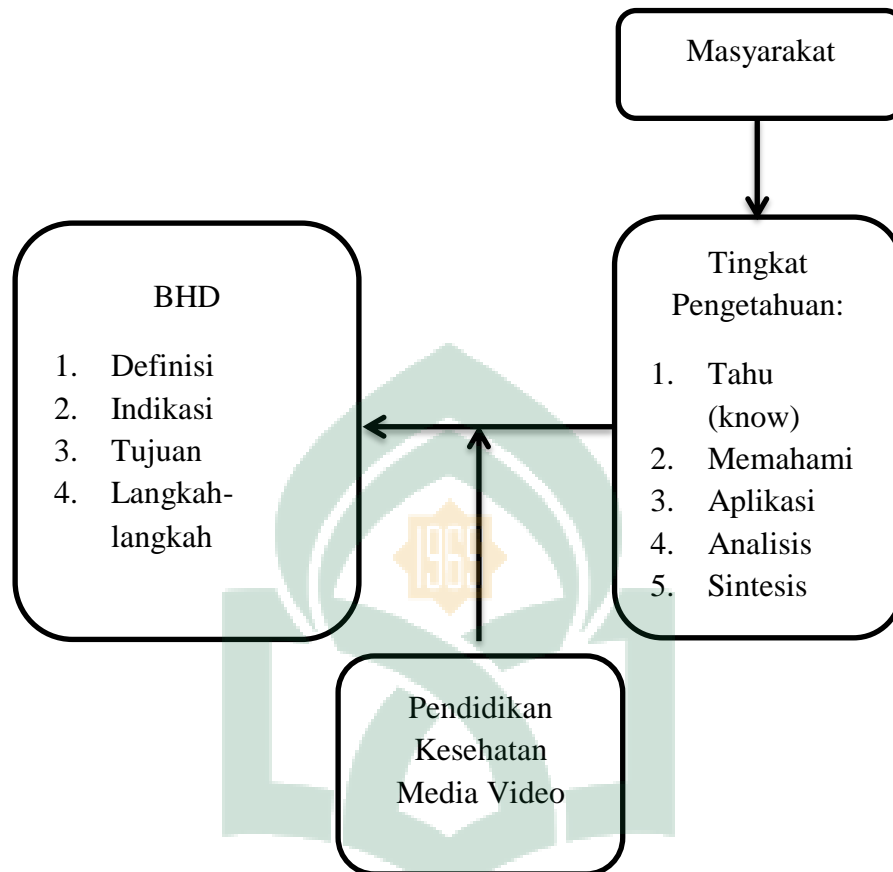 Masyarakat
BHD
1. Definisi
2. Indikasi
3. Tujuan
4. Langkah-
langkah
Tingkat
Pengetahuan:
1. Tahu
(know)
2. Memahami
3. Aplikasi
4. Analisis
5. Sintesis
1965
Pendidikan
Kesehatan
Media Video